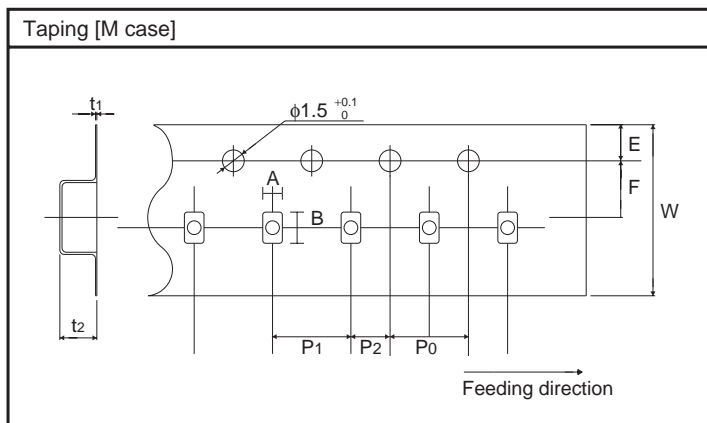 Taping [M case]
t1
ϕ1.5 +0.1 0
E
A
F
B
W
t2
P1 P2 P0
Feeding direction